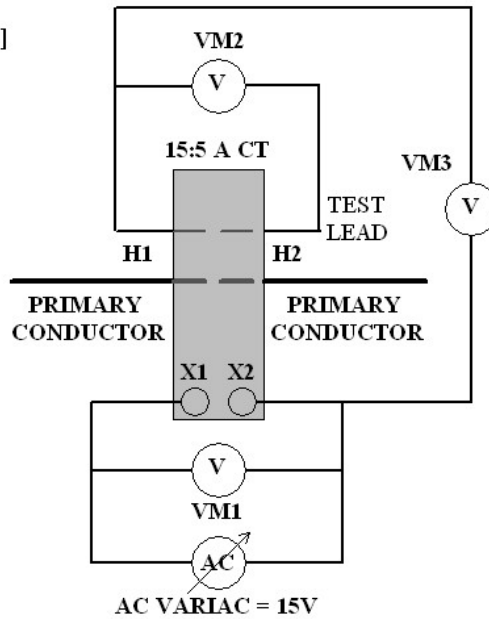 ]
VM2
V
15:5 A CT
VM3
V
TEST
LEAD
H1
H2
PRIMARY
CONDUCTOR
PRIMARY
CONDUCTOR
X1
X2
V
VM1
AC
AC VARIAC = 15V